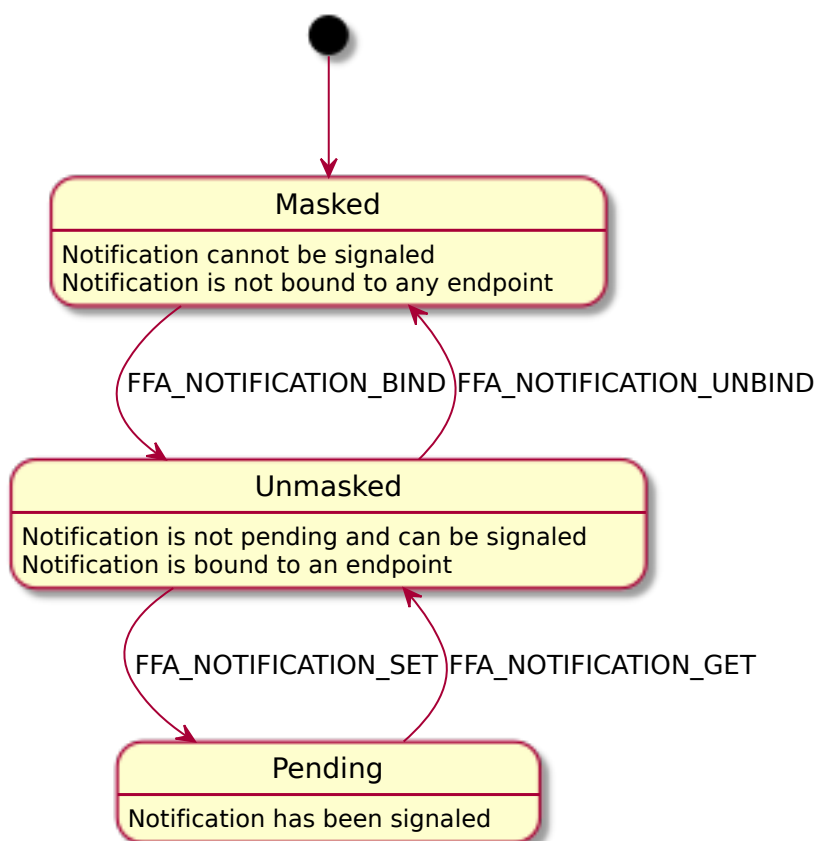 Masked
Notification cannot be signaled
Notification is not bound to any endpoint
FFA_NOTIFICATION_BIND
FFA_NOTIFICATION_UNBIND
Unmasked
Notification is not pending and can be signaled
Notification is bound to an endpoint
FFA_NOTIFICATION_SET
FFA_NOTIFICATION_GET
Pending
Notification has been signaled